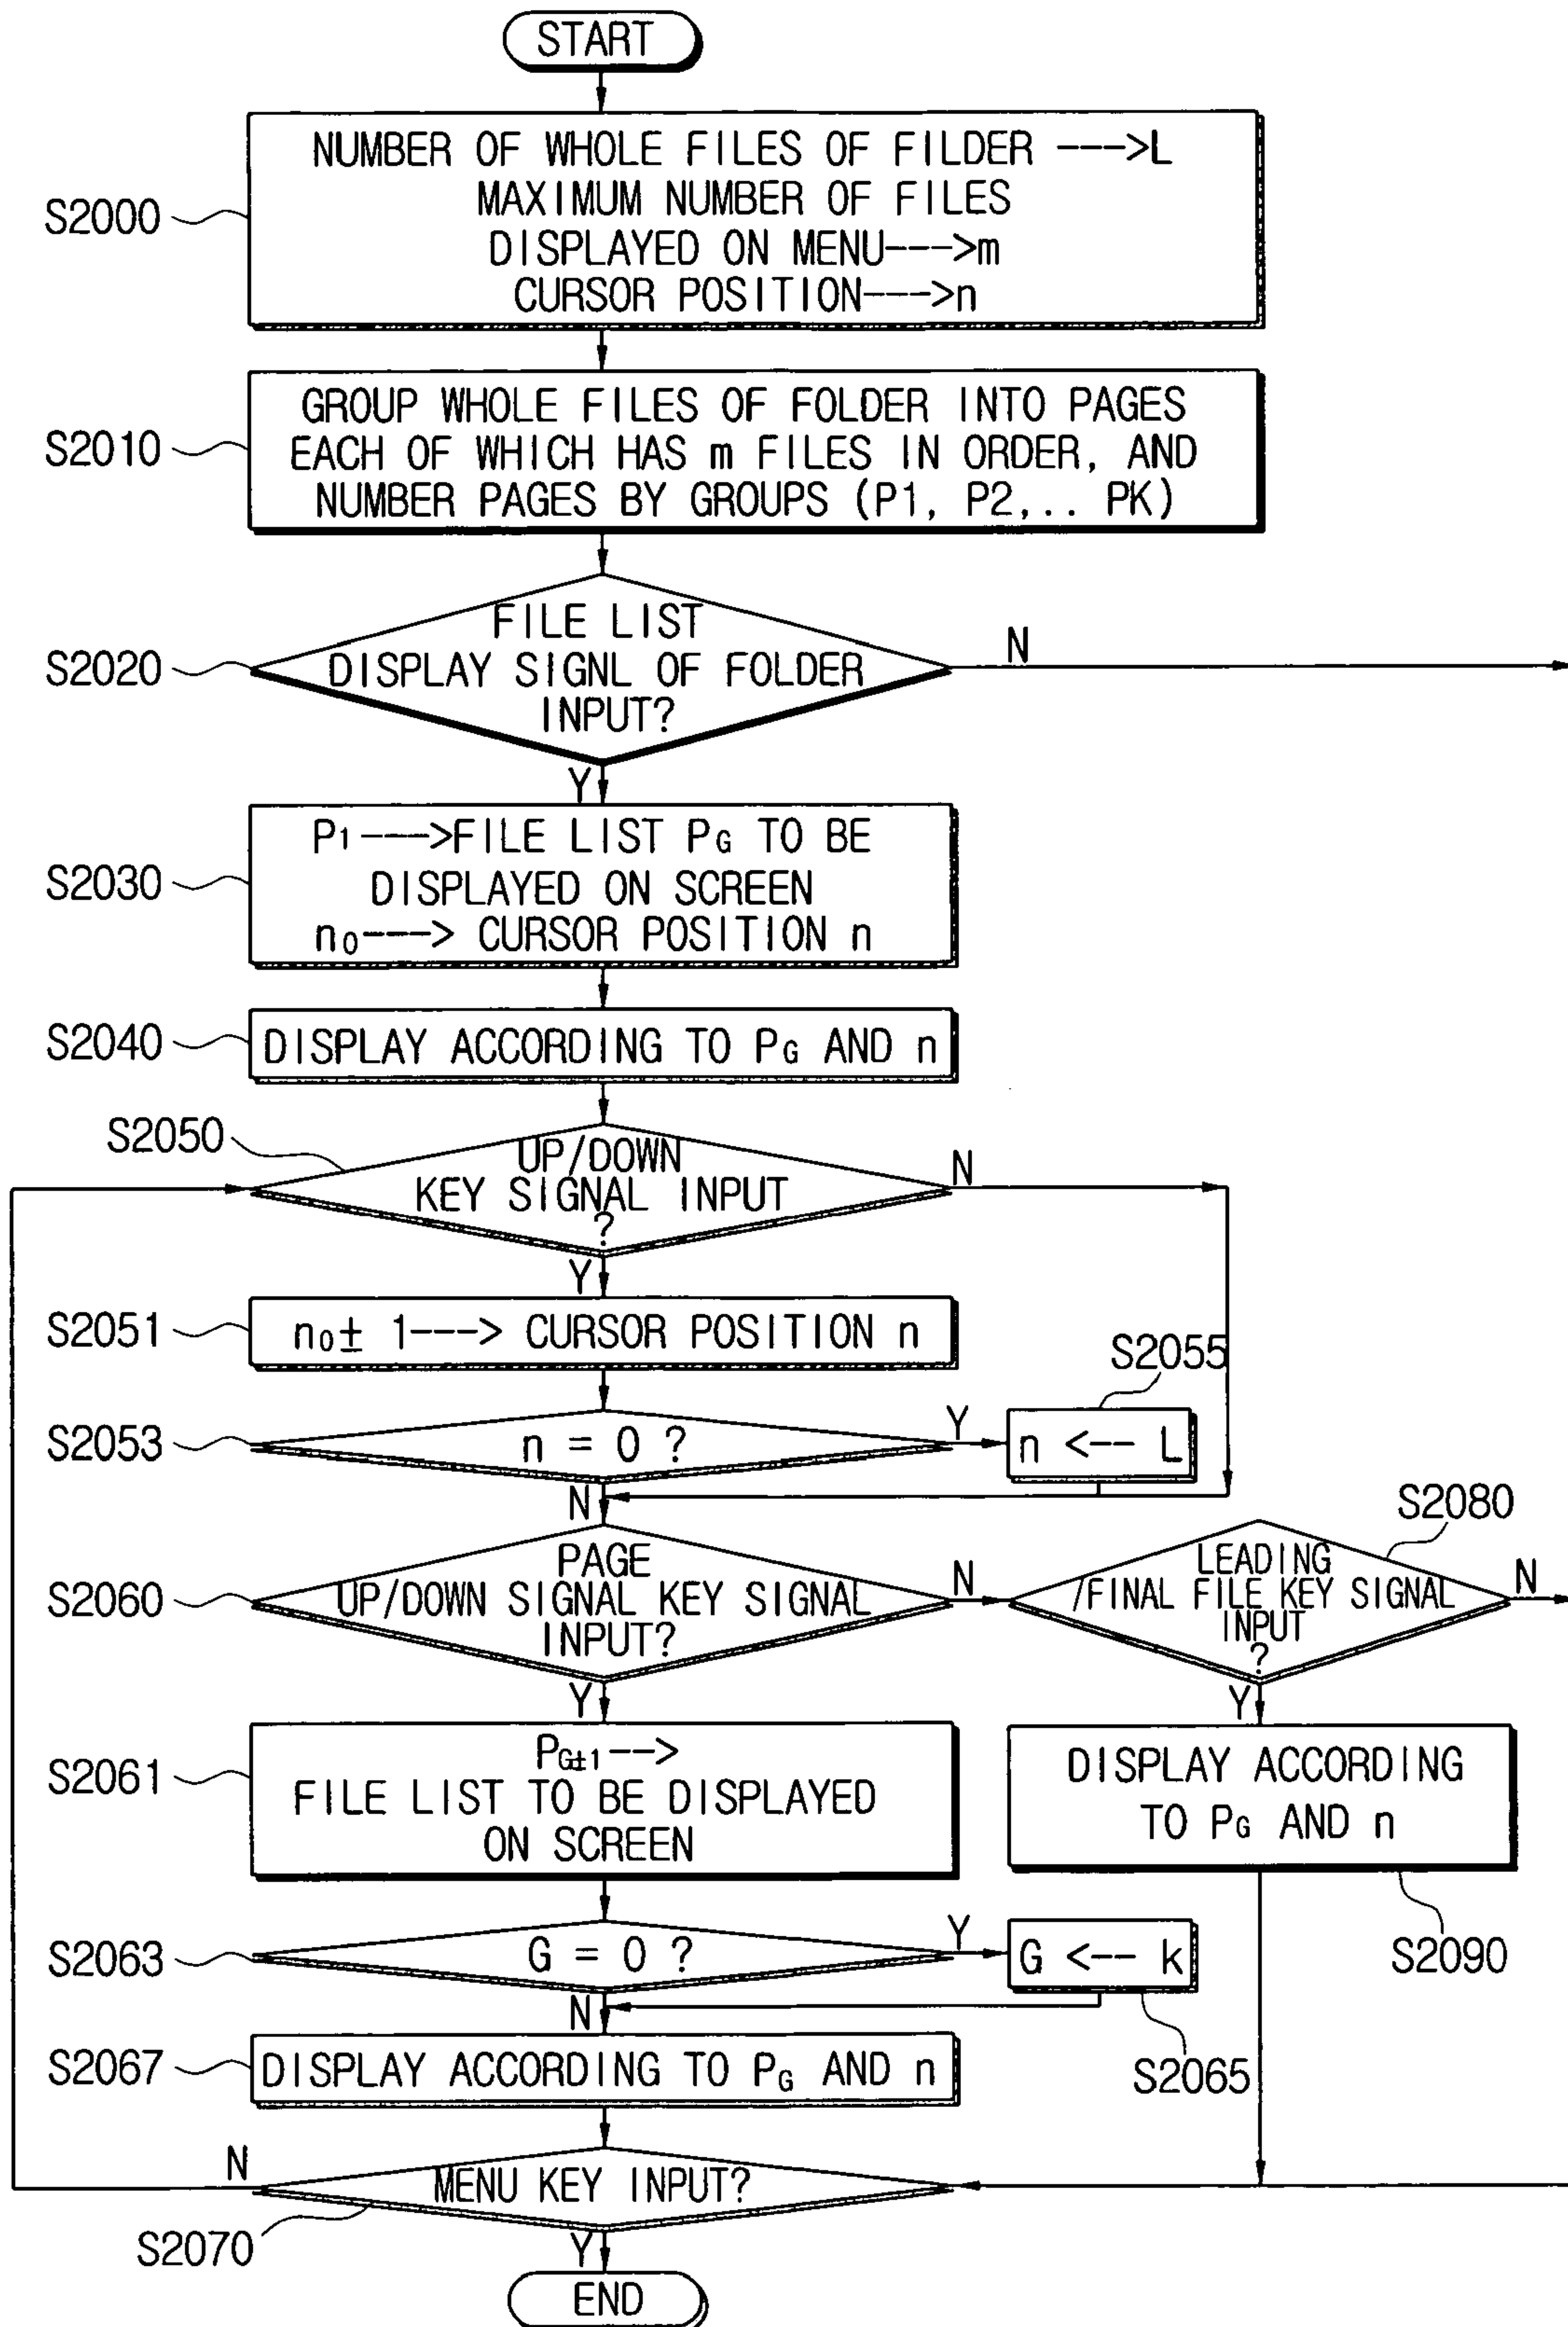 START
NUMBER OF WHOLE FILES OF FILDER --->L
MAXIMUM NUMBER OF FILES
DISPLAYED ON MENU--->m
CURSOR POSITION--->n
S2000
GROUP WHOLE FILES OF FOLDER INTO PAGES
EACH OF WHICH HAS m FILES IN ORDER, AND
NUMBER PAGES BY GROUPS (P1, P2,.. PK)
S2010
FILE LIST
DISPLAY SIGNL OF FOLDER
INPUT?
S2020
N
Y
P1 --->FILE LIST PG TO BE
DISPLAYED ON SCREEN
n0---> CURSOR POSITION n
S2030
S2040
DISPLAY ACCORDING TO PG AND n
S2050
UP/DOWN
KEY SIGNAL INPUT
?
N
Y
S2051
n0± 1---> CURSOR POSITION n
S2055
S2053
n = 0 ?
Y
n <-- L
N
S2080
PAGE
UP/DOWN SIGNAL KEY SIGNAL
INPUT?
S2060
N
LEADING
/FINAL FILE KEY SIGNAL
INPUT
?
N
Y
Y
PG±1-->
FILE LIST TO BE DISPLAYED
ON SCREEN
S2061
DISPLAY ACCORDING
TO PG AND n
S2090
S2063
G = 0 ?
Y
G <-- k
N
S2065
S2067
DISPLAY ACCORDING TO PG AND n
N
MENU KEY INPUT?
S2070
Y
END